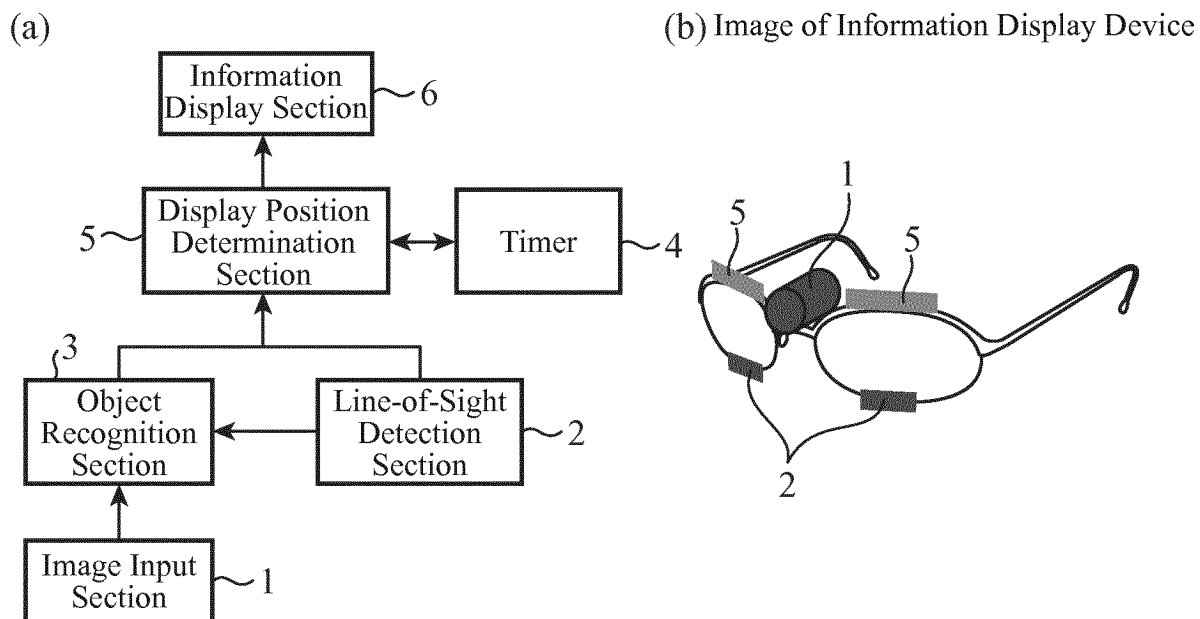 (a)
(b) Image of Information Display Device
Information
Display Section
6
Display Position
Determination
Section
5
Timer
4
3
Object
Recognition
Section
Line-of-Sight
Detection
Section
2
Image Input
Section
1
1
5
5
2